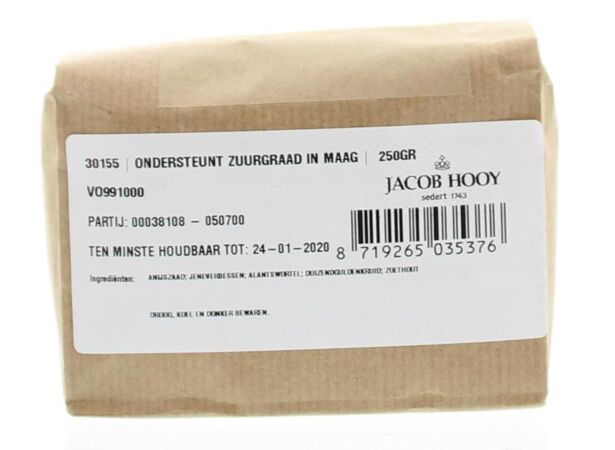 30155 | ONDERSTEUNT ZUURGRAAD IN MAAG | 250GR
VO991000
JACOB HOOY
sedert 1743
PARTIJ: 00038108 - 050700
TEN MINSTE HOUDBAAR TOT: 24-01-2020
8 719265 035376
Ingrediënten: ANIJSZAAD; JENEVERBESSEN; ALANTSWORTEL; DUIZENDGULDENKRUID; ZOETHOUT
DROOG, KOEL EN DONKER BEWAREN.